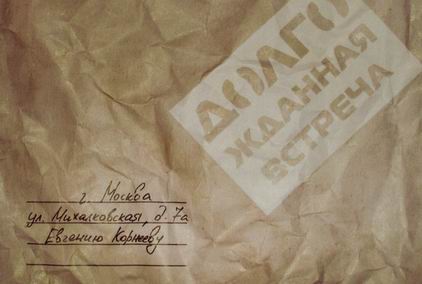 ДОЛГО
ЖДАННАЯ
ВСТРЕЧА
г. Москва
ул. Михалковская, д. 7а
Евгению Корнееву